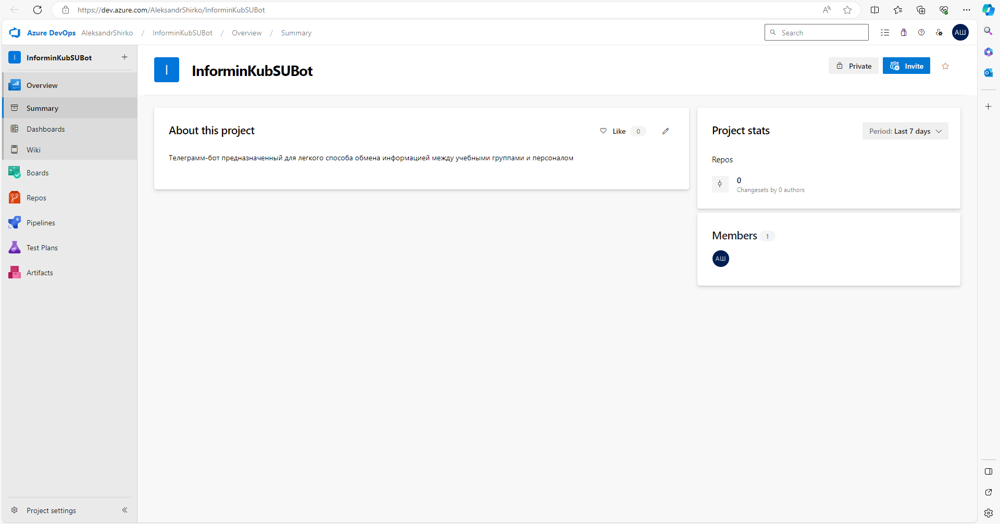 https://dev.azure.com/AleksandrShirko/InforminKubSUBot
Azure DevOps AleksandrShirko / InforminKubSUBot / Overview / Summary
Search
АШ
I InforminKubSUBot
Overview
Summary
Dashboards
Wiki
Boards
Repos
Pipelines
Test Plans
Artifacts
Project settings
I InforminKubSUBot
Private
Invite
About this project
Like 0
Телеграмм-бот предназначенный для легкого способа обмена информацией между учебными группами и персоналом
Project stats
Period: Last 7 days
Repos
0
Changesets by 0 authors
Members 1
АШ